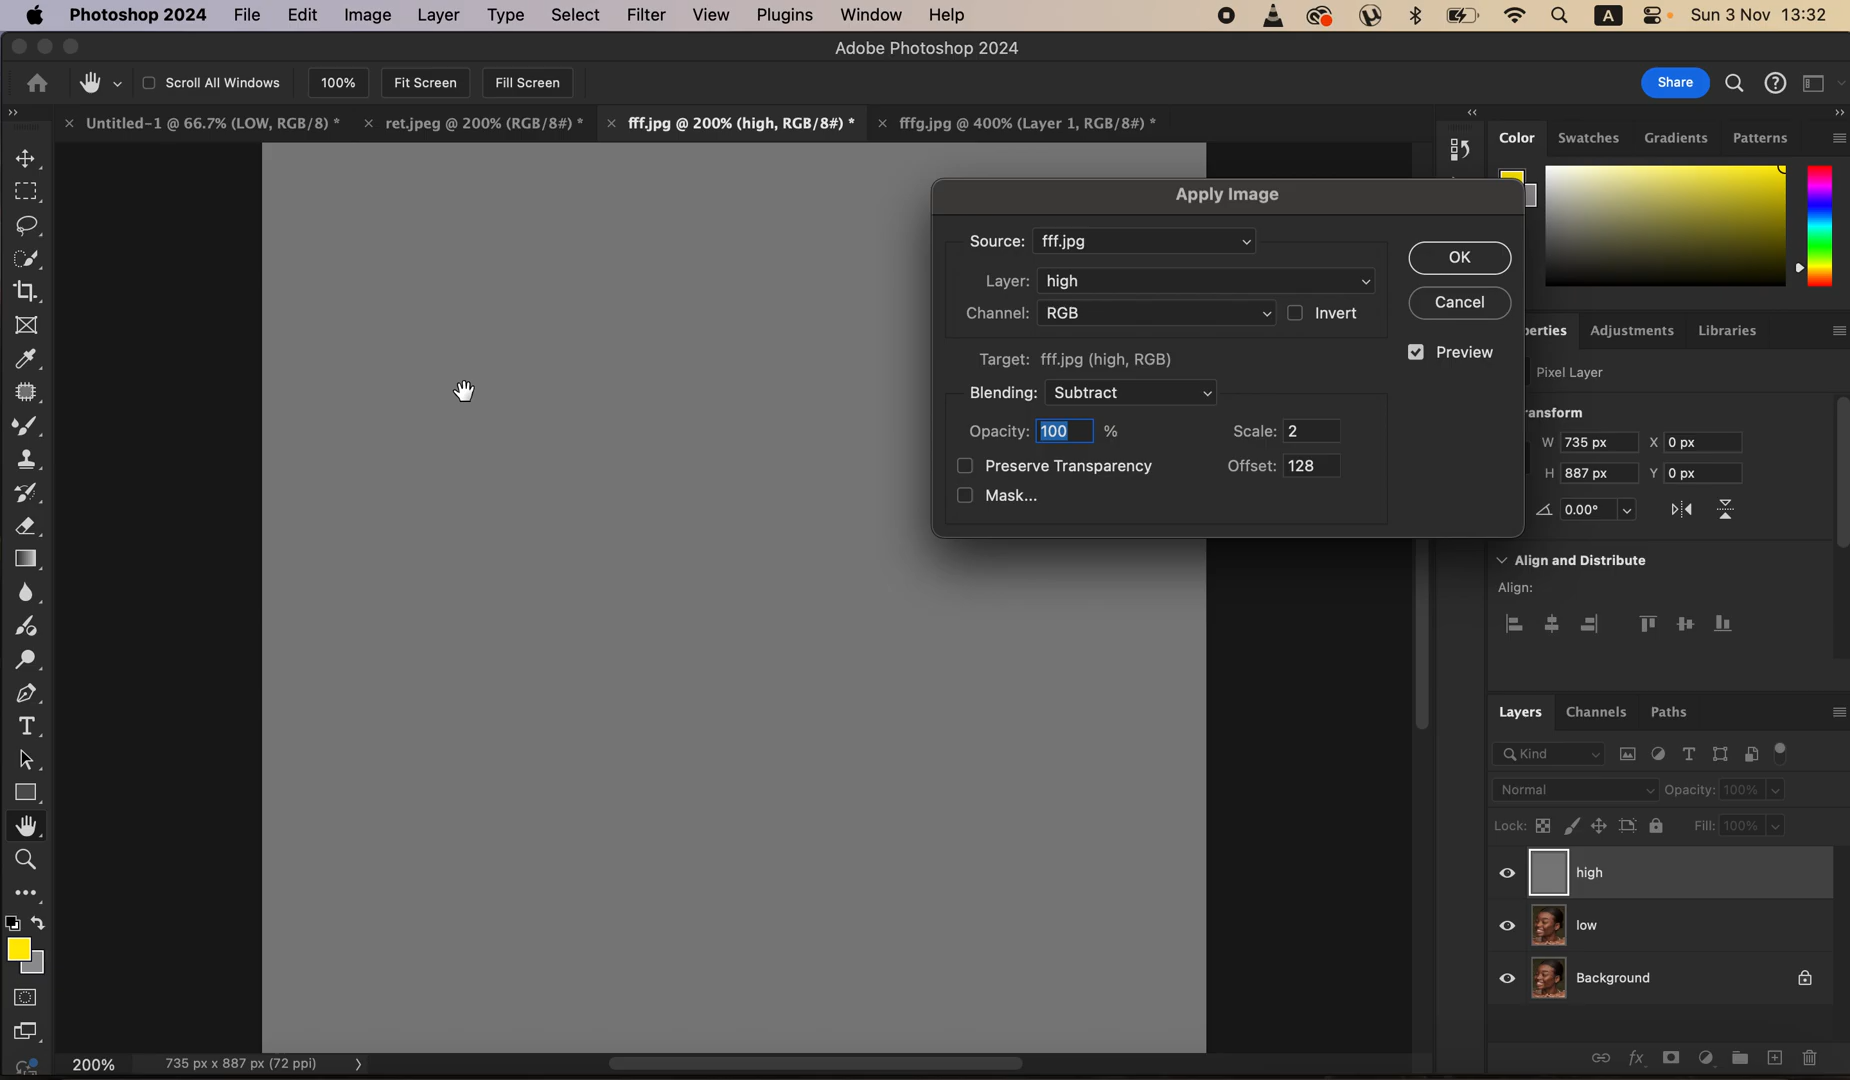 Photoshop 2024 File Edit Image Layer Type Select Filter View Plugins Window Help A Sun 3 Nov 13:32
Adobe Photoshop 2024
Scroll All Windows 100% Fit Screen Fill Screen Share
Untitled-1 @ 66.7% (LOW, RGB/8) * ret.jpeg @ 200% (RGB/8#) * fff.jpg @ 200% (high, RGB/8#) * fffg.jpg @ 400% (Layer 1, RGB/8#) *
Color Swatches Gradients Patterns
Apply Image
Source: fff.jpg
OK
Layer: high
Cancel
Channel: RGB Invert
Target: fff.jpg (high, RGB)
Preview
Blending: Subtract
Opacity: 100 % Scale: 2
Preserve Transparency Offset: 128
Mask...
erties Adjustments Libraries
Pixel Layer
ransform
W 735 px X 0 px
H 887 px Y 0 px
0.00°
Align and Distribute
Align:
Layers Channels Paths
Kind
Normal Opacity: 100%
Lock: Fill: 100%
high
low
Background
200% 735 px x 887 px (72 ppi)